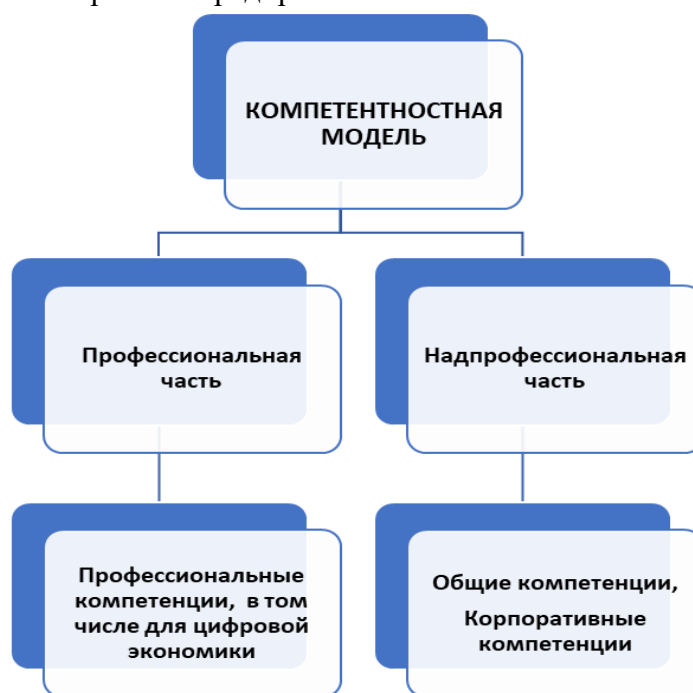 КОМПЕТЕНТНОСТНАЯ
МОДЕЛЬ
Профессиональная
часть
Надпрофессиональная
часть
Профессиональные
компетенции, в том
числе для цифровой
экономики
Общие компетенции,
Корпоративные
компетенции